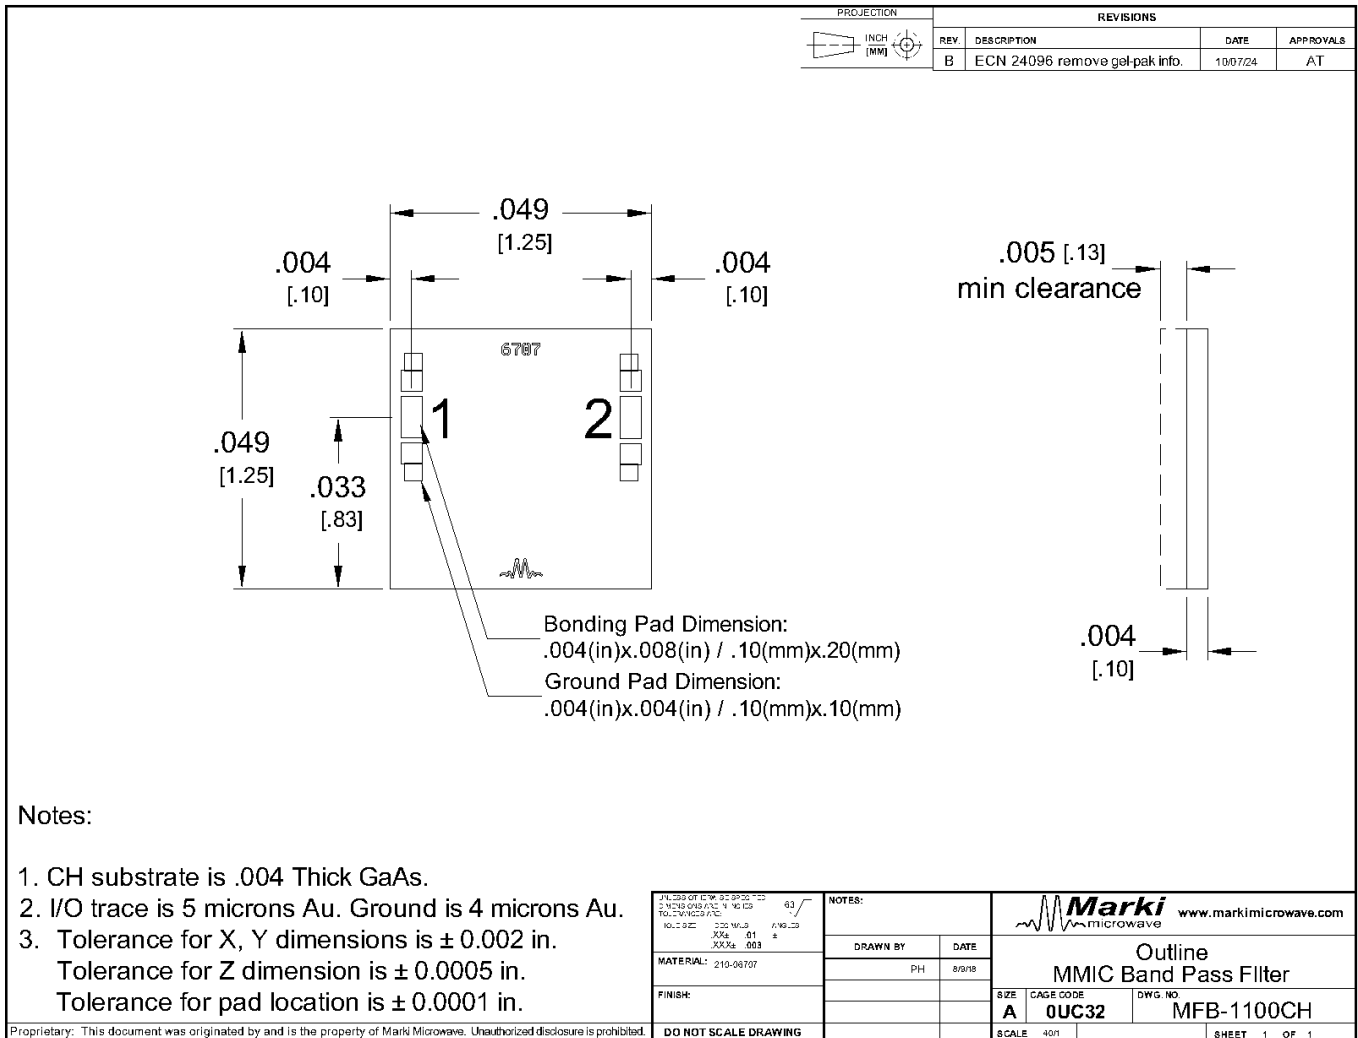 PROJECTION
INCH
[MM]
REVISIONS
REV. DESCRIPTION DATE APPROVALS
B ECN 24096 remove gel-pak info. 10/07/24 AT
.049
[1.25]
.004
[.10]
.004
[.10]
.005 [.13]
min clearance
6707
1
2
.049
[1.25]
.033
[.83]
Bonding Pad Dimension:
.004(in)x.008(in) / .10(mm)x.20(mm)
Ground Pad Dimension:
.004(in)x.004(in) / .10(mm)x.10(mm)
.004
[.10]
Notes:
1. CH substrate is .004 Thick GaAs.
2. I/O trace is 5 microns Au. Ground is 4 microns Au.
3. Tolerance for X, Y dimensions is ± 0.002 in.
Tolerance for Z dimension is ± 0.0005 in.
Tolerance for pad location is ± 0.0001 in.
Proprietary: This document was originated by and is the property of Marki Microwave. Unauthorized disclosure is prohibited.
TOLERANCES ARE:
63
.XX± .01 ±
.XXX± .003
MATERIAL: 210-06707
FINISH:
DO NOT SCALE DRAWING
NOTES:
DRAWN BY DATE
PH 8/9/18
Marki
microwave
www.markimicrowave.com
Outline
MMIC Band Pass FIlter
SIZE CAGE CODE DWG. NO.
A 0UC32 MFB-1100CH
SCALE 40/1 SHEET 1 OF 1